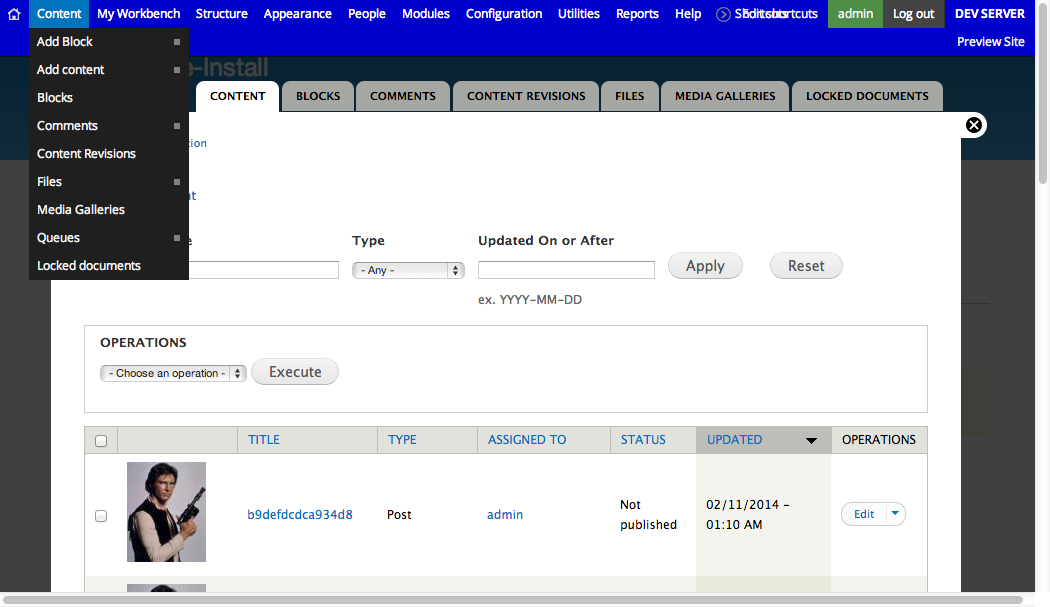 Content My Workbench Structure Appearance People Modules Configuration Utilities Reports Help Edit shortcuts admin Log out DEV SERVER
Preview Site
Add Block
Add content
Blocks
Comments
Content Revisions
Files
Media Galleries
Queues
Locked documents
e-Install
CONTENT BLOCKS COMMENTS CONTENT REVISIONS FILES MEDIA GALLERIES LOCKED DOCUMENTS
Type Updated On or After
- Any - Apply Reset
ex. YYYY-MM-DD
OPERATIONS
- Choose an operation - Execute
TITLE TYPE ASSIGNED TO STATUS UPDATED OPERATIONS
b9defdcdca934d8 Post admin Not published 02/11/2014 - 01:10 AM Edit